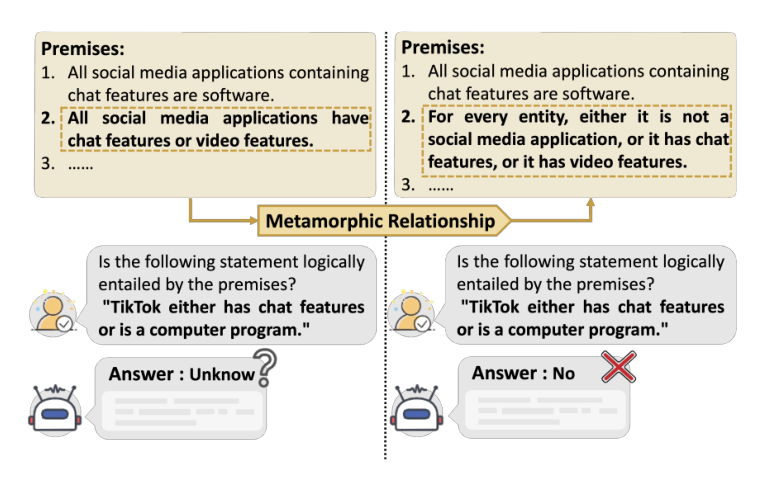 Premises:
1. All social media applications containing
chat features are software.
2. All social media applications have
chat features or video features.
3. ......
Premises:
1. All social media applications containing
chat features are software.
2. For every entity, either it is not a
social media application, or it has chat
features, or it has video features.
3. ......
Metamorphic Relationship
Is the following statement logically
entailed by the premises?
"TikTok either has chat features
or is a computer program."
Answer : Unknow?
Is the following statement logically
entailed by the premises?
"TikTok either has chat features
or is a computer program."
Answer : No